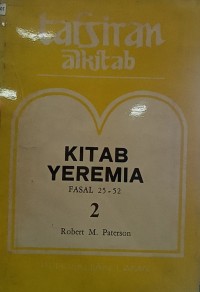 tafsiran
alkitab
KITAB
YEREMIA
FASAL 25-52
2
Robert M. Paterson